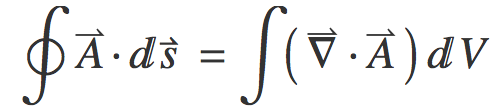 ∮ A⃗ · ds⃗ = ∫ ( ∇⃗ · A⃗ ) dV